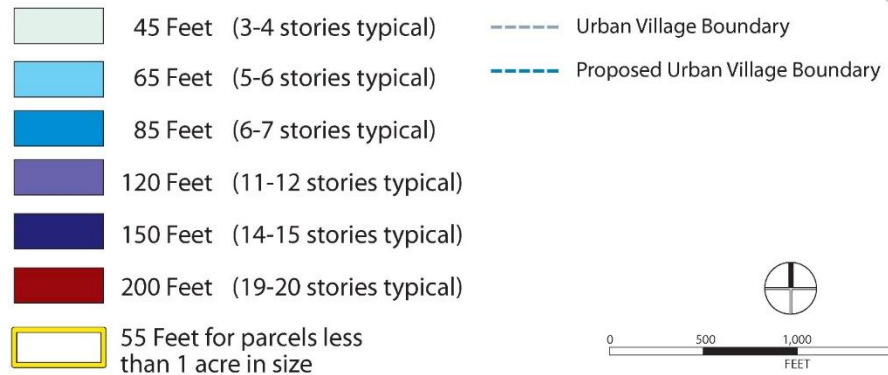 45 Feet (3-4 stories typical)
65 Feet (5-6 stories typical)
85 Feet (6-7 stories typical)
120 Feet (11-12 stories typical)
150 Feet (14-15 stories typical)
200 Feet (19-20 stories typical)
55 Feet for parcels less
than 1 acre in size
Urban Village Boundary
Proposed Urban Village Boundary
0 500 1,000
FEET